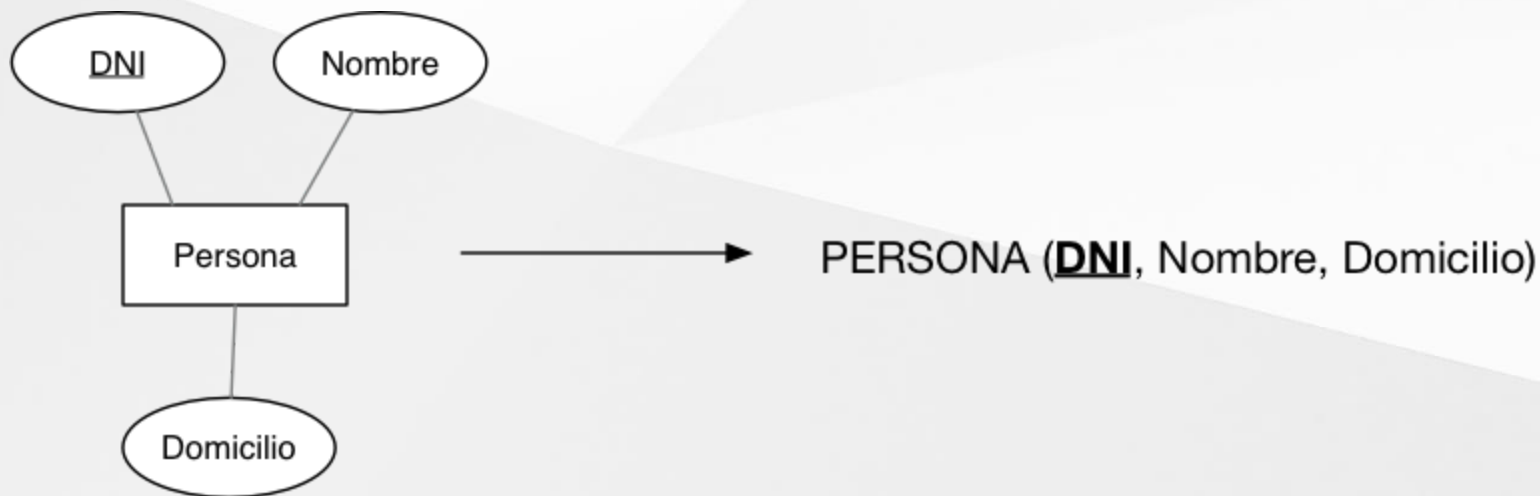 DNI
Nombre
Persona
PERSONA (DNI, Nombre, Domicilio)
Domicilio